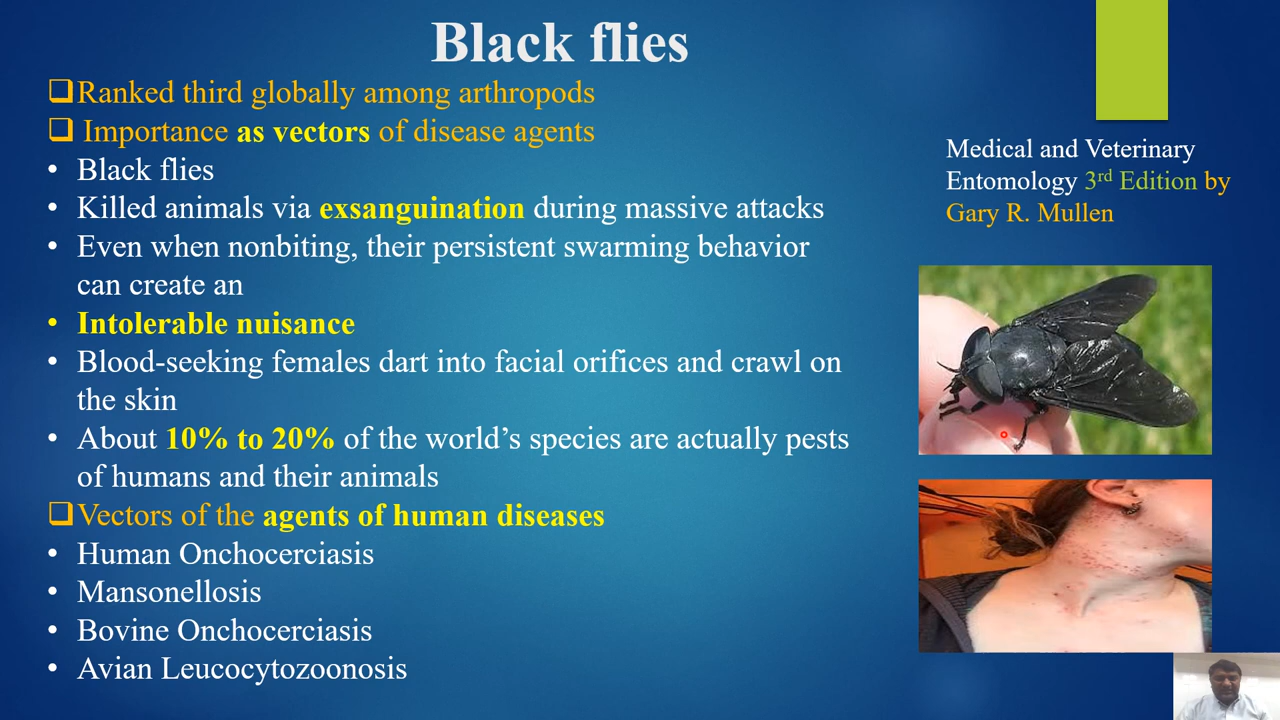 Black flies
Ranked third globally among arthropods
Importance as vectors of disease agents
• Black flies
• Killed animals via exsanguination during massive attacks
• Even when nonbiting, their persistent swarming behavior
can create an
• Intolerable nuisance
• Blood-seeking females dart into facial orifices and crawl on
the skin
• About 10% to 20% of the world’s species are actually pests
of humans and their animals
Vectors of the agents of human diseases
• Human Onchocerciasis
• Mansonellosis
• Bovine Onchocerciasis
• Avian Leucocytozoonosis
Medical and Veterinary
Entomology 3rd Edition by
Gary R. Mullen